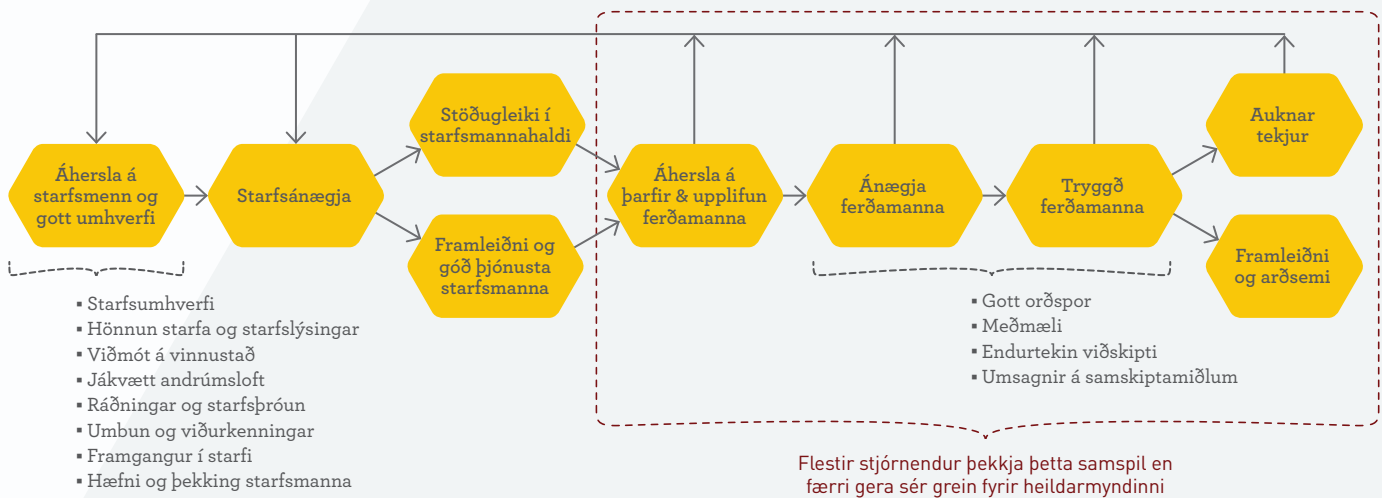 Áhersla á
starfsmenn og
gott umhverfi
Starfsánægja
Stöðugleiki í
starfsmannahaldi
Framleiðni og
góð þjónusta
starfsmanna
Áhersla á
þarfir & upplifun
ferðamanna
Ánægja
ferðamanna
Tryggð
ferðamanna
Auknar
tekjur
Framleiðni
og arðsemi
▪ Starfsumhverfi
▪ Hönnun starfa og starfslýsingar
▪ Viðmót á vinnustað
▪ Jákvætt andrúmsloft
▪ Ráðningar og starfsþróun
▪ Umbun og viðurkenningar
▪ Framgangur í starfi
▪ Hæfni og þekking starfsmanna
▪ Gott orðspor
▪ Meðmæli
▪ Endurtekin viðskipti
▪ Umsagnir á samskiptamiðlum
Flestir stjórnendur þekkja þetta samspil en
færri gera sér grein fyrir heildarmyndinni